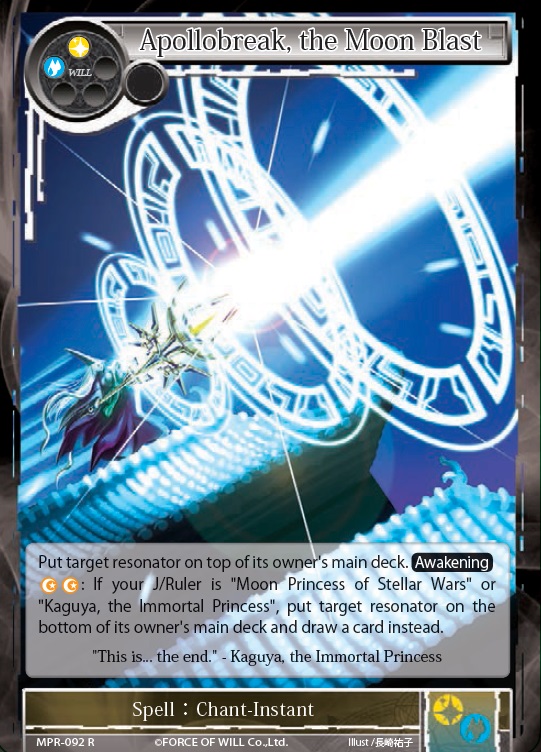 Apollobreak, the Moon Blast
WILL
Put target resonator on top of its owner's main deck. Awakening
: If your J/Ruler is "Moon Princess of Stellar Wars" or
"Kaguya, the Immortal Princess", put target resonator on the
bottom of its owner's main deck and draw a card instead.
"This is... the end." - Kaguya, the Immortal Princess
Spell : Chant-Instant
MPR-092 R ©FORCE OF WILL Co.,Ltd. Illust /長崎祐子